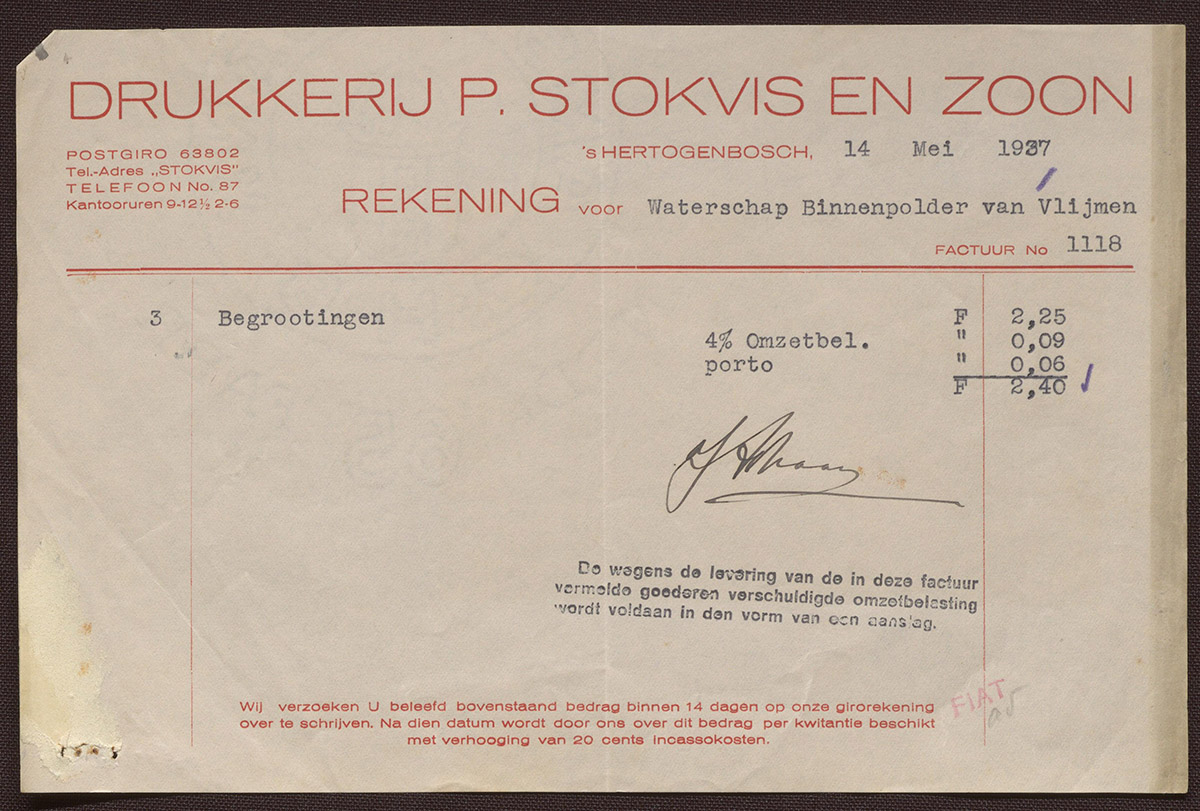 DRUKKERIJ P. STOKVIS EN ZOON
POSTGIRO 63802
Tel.-Adres „STOKVIS"
TELEFOON No. 87
Kantooruren 9-12½ 2-6
'sHERTOGENBOSCH, 14 Mei 1937
REKENING voor Waterschap Binnenpolder van Vlijmen
FACTUUR No 1118
3 Begrootingen F 2,25
4% Omzetbel. " 0,09
porto " 0,06
F 2,40
De wegens de levering van de in deze factuur
vermelde goederen verschuldigde omzetbelasting
wordt voldaan in den vorm van een aanslag.
FIAT
Wij verzoeken U beleefd bovenstaand bedrag binnen 14 dagen op onze girorekening
over te schrijven. Na dien datum wordt door ons over dit bedrag per kwitantie beschikt
met verhooging van 20 cents incassokosten.